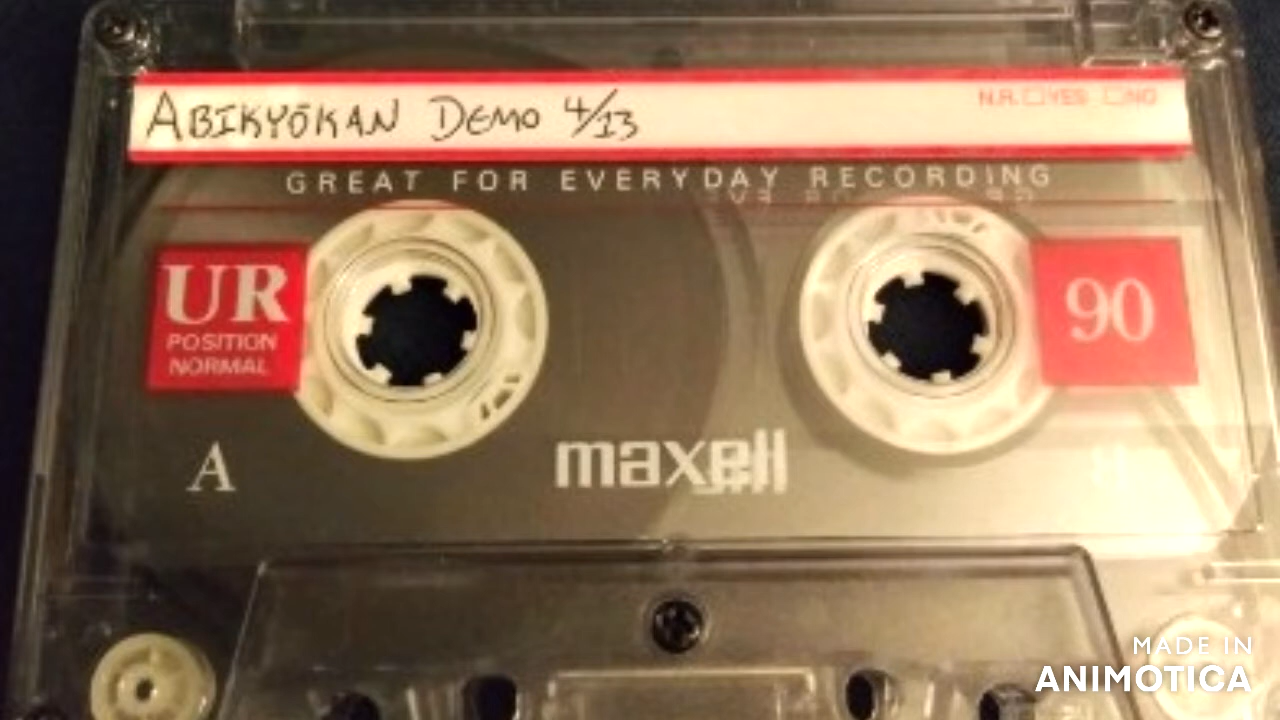 ABIKYŌKAN DEMO 4/13
N.R. □YES □NO
GREAT FOR EVERYDAY RECORDING
UR
POSITION
NORMAL
90
A
maxell
MADE IN
ANIMOTICA